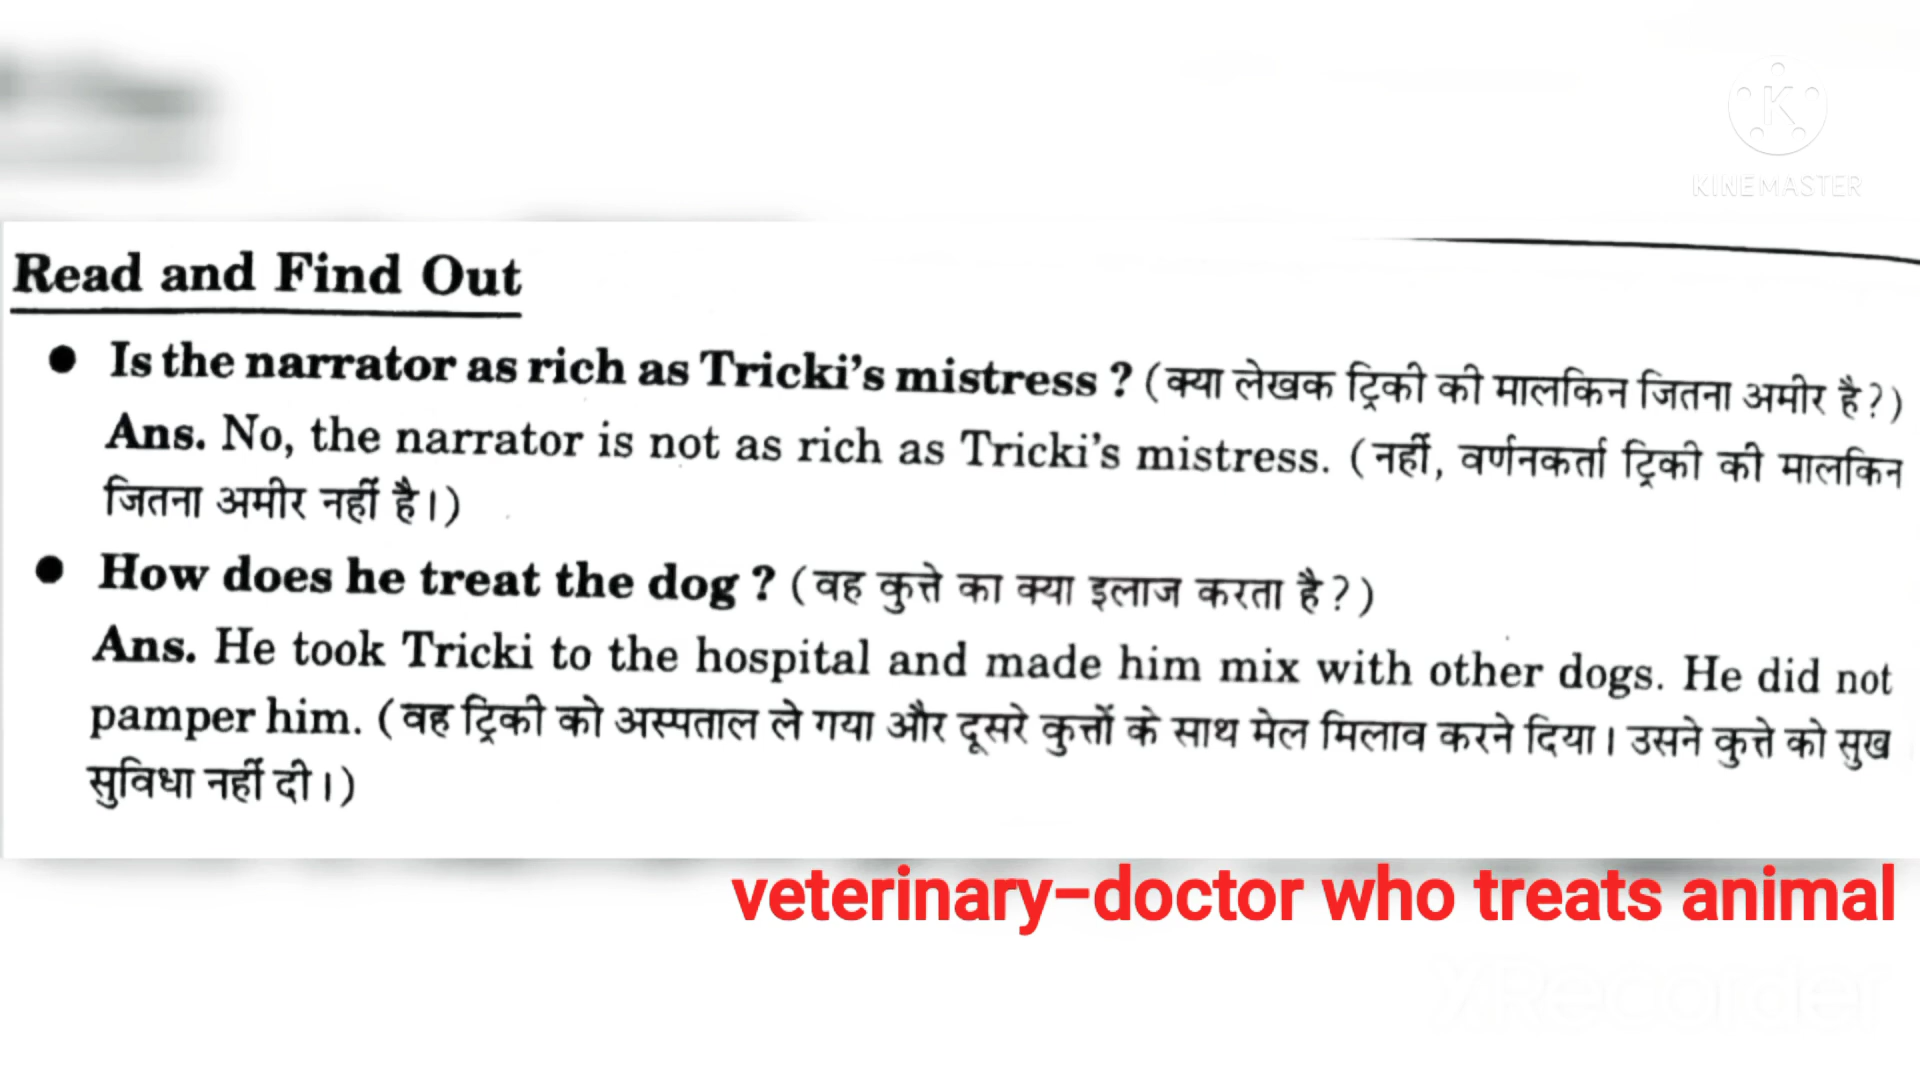 K
KINEMASTER
Read and Find Out
● Is the narrator as rich as Tricki's mistress ? (क्या लेखक ट्रिकी की मालकिन जितना अमीर है?)
Ans. No, the narrator is not as rich as Tricki's mistress. (नहीं, वर्णनकर्ता ट्रिकी की मालकिन
जितना अमीर नहीं है।)
● How does he treat the dog ? (वह कुत्ते का क्या इलाज करता है?)
Ans. He took Tricki to the hospital and made him mix with other dogs. He did not
pamper him. (वह ट्रिकी को अस्पताल ले गया और दूसरे कुत्तों के साथ मेल मिलाव करने दिया। उसने कुत्ते को सुख
सुविधा नहीं दी।)
veterinary–doctor who treats animal
XRecorder